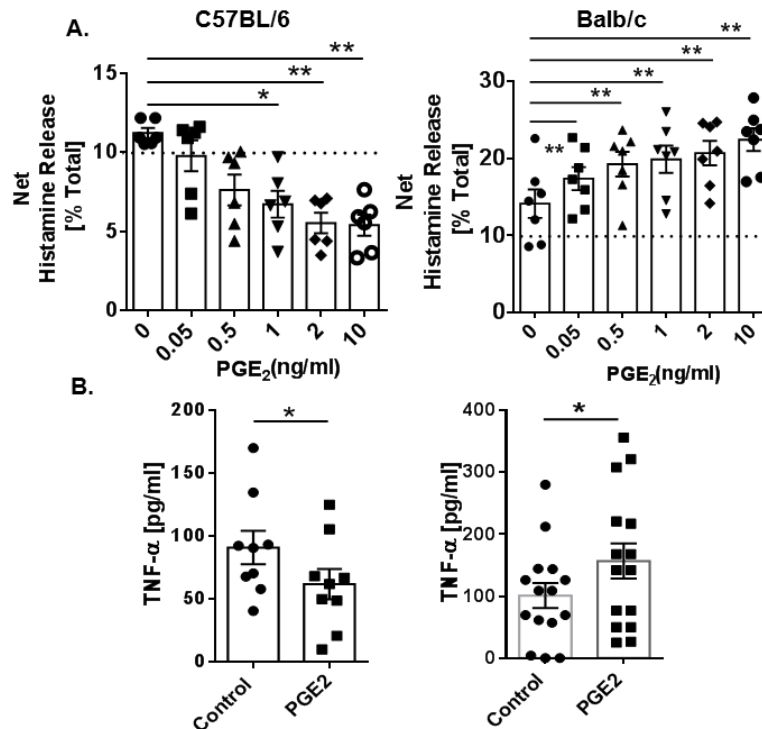 C57BL/6
Balb/c
A.
Net
Histamine Release
[% Total]
15
10
5
0
**
**
*
0
0.05
0.5
1
2
10
PGE₂(ng/ml)
Net
Histamine Release
[% Total]
30
20
10
0
**
**
**
**
**
0
0.05
0.5
1
2
10
PGE₂(ng/ml)
B.
TNF-α [pg/ml]
200
150
100
50
0
*
Control
PGE2
TNF-α [pg/ml]
400
300
200
100
0
*
Control
PGE2